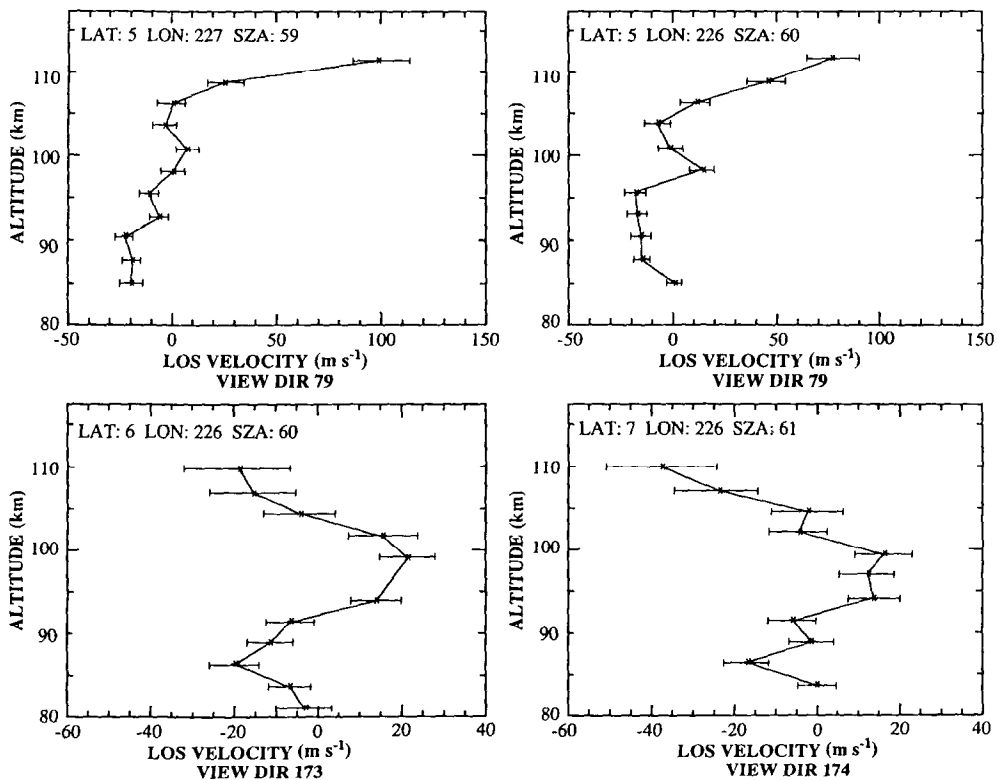 LAT: 5 LON: 227 SZA: 59
110
100
90
80
ALTITUDE (km)
-50 0 50 100 150
LOS VELOCITY (m s⁻¹)
VIEW DIR 79
LAT: 5 LON: 226 SZA: 60
110
100
90
80
ALTITUDE (km)
-50 0 50 100 150
LOS VELOCITY (m s⁻¹)
VIEW DIR 79
LAT: 6 LON: 226 SZA: 60
110
100
90
80
ALTITUDE (km)
-60 -40 -20 0 20 40
LOS VELOCITY (m s⁻¹)
VIEW DIR 173
LAT: 7 LON: 226 SZA: 61
110
100
90
80
ALTITUDE (km)
-60 -40 -20 0 20 40
LOS VELOCITY (m s⁻¹)
VIEW DIR 174